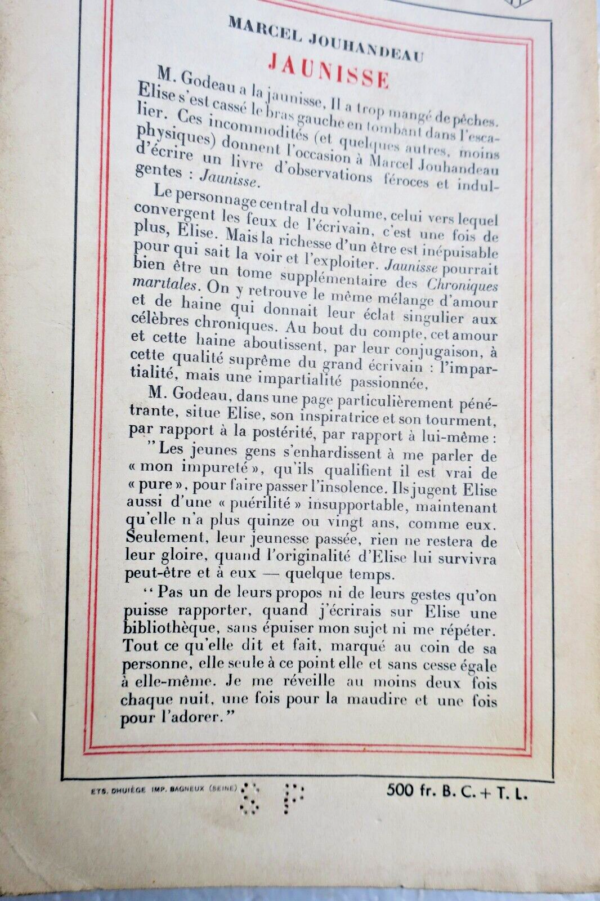 MARCEL JOUHANDEAU
JAUNISSE
M. Godeau a la jaunisse. Il a trop mangé de pêches.
Elise s'est cassé le bras gauche en tombant dans l'esca-
lier. Ces incommodités (et quelques autres, moins
physiques) donnent l'occasion à Marcel Jouhandeau
d'écrire un livre d'observations féroces et indul-
gentes : Jaunisse.
Le personnage central du volume, celui vers lequel
convergent les feux de l'écrivain, c'est une fois de
plus, Elise. Mais la richesse d'un être est inépuisable
pour qui sait la voir et l'exploiter. Jaunisse pourrait
bien être un tome supplémentaire des Chroniques
maritales. On y retrouve le même mélange d'amour
et de haine qui donnait leur éclat singulier aux
célèbres chroniques. Au bout du compte, cet amour
et cette haine aboutissent, par leur conjugaison, à
cette qualité suprême du grand écrivain : l'impar-
tialité, mais une impartialité passionnée.
M. Godeau, dans une page particulièrement péné-
trante, situe Elise, son inspiratrice et son tourment,
par rapport à la postérité, par rapport à lui-même :
"Les jeunes gens s'enhardissent à me parler de
« mon impureté », qu'ils qualifient il est vrai de
« pure », pour faire passer l'insolence. Ils jugent Elise
aussi d'une « puérilité » insupportable, maintenant
qu'elle n'a plus quinze ou vingt ans, comme eux.
Seulement, leur jeunesse passée, rien ne restera de
leur gloire, quand l'originalité d'Elise lui survivra
peut-être et à eux — quelque temps.
"Pas un de leurs propos ni de leurs gestes qu'on
puisse rapporter, quand j'écrirais sur Elise une
bibliothèque, sans épuiser mon sujet ni me répéter.
Tout ce qu'elle dit et fait, marqué au coin de sa
personne, elle seule à ce point elle et sans cesse égale
à elle-même. Je me réveille au moins deux fois
chaque nuit, une fois pour la maudire et une fois
pour l'adorer."
ETS. DHUIÈGE IMP. BAGNEUX (SEINE)
S P
500 fr. B. C. + T. L.